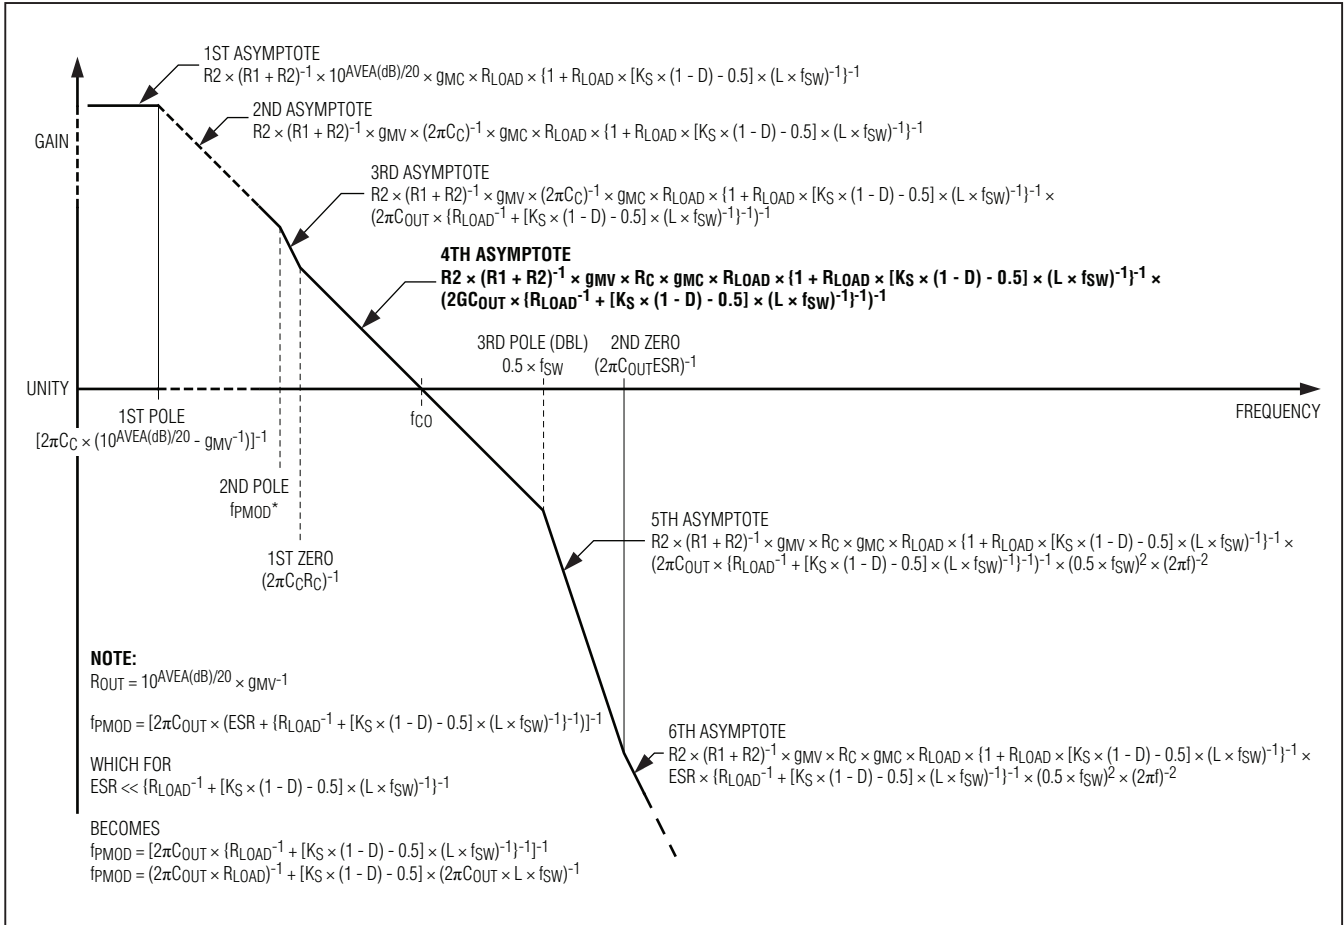 1ST ASYMPTOTE
R2 × (R1 + R2)⁻¹ × 10^AVEA(dB)/20 × gMC × RLOAD × {1 + RLOAD × [KS × (1 - D) - 0.5] × (L × fSW)⁻¹}⁻¹
2ND ASYMPTOTE
R2 × (R1 + R2)⁻¹ × gMV × (2πCC)⁻¹ × gMC × RLOAD × {1 + RLOAD × [KS × (1 - D) - 0.5] × (L × fSW)⁻¹}⁻¹
GAIN
3RD ASYMPTOTE
R2 × (R1 + R2)⁻¹ × gMV × (2πCC)⁻¹ × gMC × RLOAD × {1 + RLOAD × [KS × (1 - D) - 0.5] × (L × fSW)⁻¹}⁻¹ ×
(2πCOUT × {RLOAD⁻¹ + [KS × (1 - D) - 0.5] × (L × fSW)⁻¹}⁻¹)⁻¹
4TH ASYMPTOTE
R2 × (R1 + R2)⁻¹ × gMV × RC × gMC × RLOAD × {1 + RLOAD × [KS × (1 - D) - 0.5] × (L × fSW)⁻¹}⁻¹ ×
(2GCOUT × {RLOAD⁻¹ + [KS × (1 - D) - 0.5] × (L × fSW)⁻¹}⁻¹)⁻¹
3RD POLE (DBL)
0.5 × fSW
2ND ZERO
(2πCOUTESR)⁻¹
UNITY
FREQUENCY
fCO
1ST POLE
[2πCC × (10^AVEA(dB)/20 - gMV⁻¹)]⁻¹
2ND POLE
fPMOD*
1ST ZERO
(2πCCRC)⁻¹
5TH ASYMPTOTE
R2 × (R1 + R2)⁻¹ × gMV × RC × gMC × RLOAD × {1 + RLOAD × [KS × (1 - D) - 0.5] × (L × fSW)⁻¹}⁻¹ ×
(2πCOUT × {RLOAD⁻¹ + [KS × (1 - D) - 0.5] × (L × fSW)⁻¹}⁻¹)⁻¹ × (0.5 × fSW)² × (2πf)⁻²
NOTE:
ROUT = 10^AVEA(dB)/20 × gMV⁻¹
fPMOD = [2πCOUT × (ESR + {RLOAD⁻¹ + [KS × (1 - D) - 0.5] × (L × fSW)⁻¹}⁻¹)]⁻¹
WHICH FOR
ESR << {RLOAD⁻¹ + [KS × (1 - D) - 0.5] × (L × fSW)⁻¹}⁻¹
BECOMES
fPMOD = [2πCOUT × {RLOAD⁻¹ + [KS × (1 - D) - 0.5] × (L × fSW)⁻¹}⁻¹]⁻¹
fPMOD = (2πCOUT × RLOAD)⁻¹ + [KS × (1 - D) - 0.5] × (2πCOUT × L × fSW)⁻¹
6TH ASYMPTOTE
R2 × (R1 + R2)⁻¹ × gMV × RC × gMC × RLOAD × {1 + RLOAD × [KS × (1 - D) - 0.5] × (L × fSW)⁻¹}⁻¹ ×
ESR × {RLOAD⁻¹ + [KS × (1 - D) - 0.5] × (L × fSW)⁻¹}⁻¹ × (0.5 × fSW)² × (2πf)⁻²